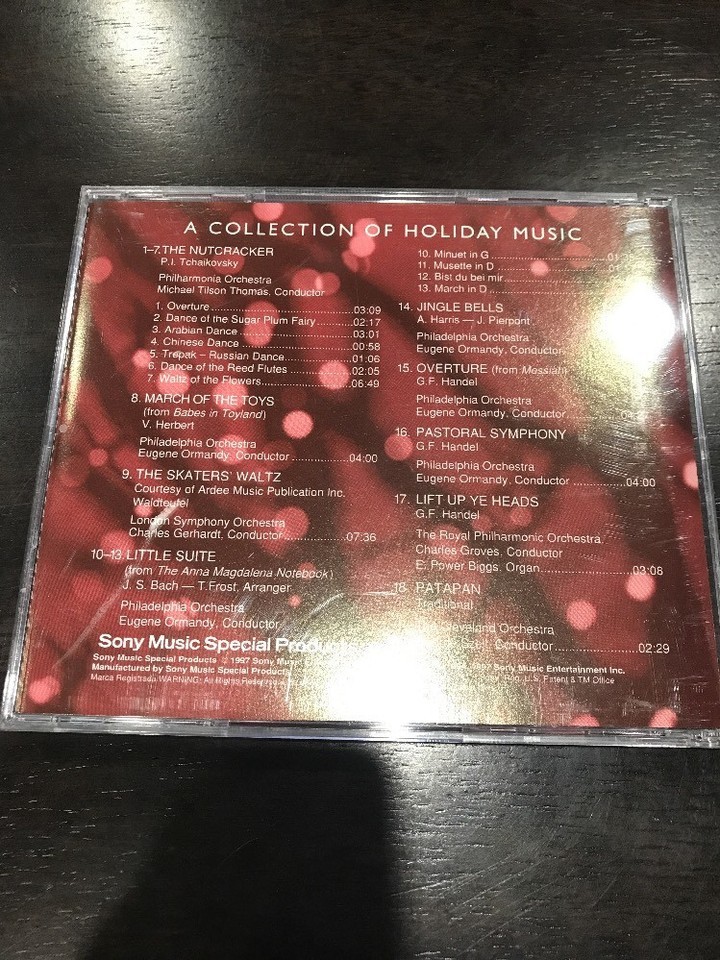 A COLLECTION OF HOLIDAY MUSIC
1–7. THE NUTCRACKER
P.I. Tchaikovsky
Philharmonia Orchestra
Michael Tilson Thomas, Conductor
1. Overture ........ 03:09
2. Dance of the Sugar Plum Fairy ........ 02:17
3. Arabian Dance ........ 03:01
4. Chinese Dance ........ 00:58
5. Trepak – Russian Dance ........ 01:06
6. Dance of the Reed Flutes ........ 02:05
7. Waltz of the Flowers ........ 06:49
8. MARCH OF THE TOYS
(from Babes in Toyland)
V. Herbert
Philadelphia Orchestra
Eugene Ormandy, Conductor ........ 04:00
9. THE SKATERS' WALTZ
Courtesy of Ardee Music Publication Inc.
Waldteufel
London Symphony Orchestra
Charles Gerhardt, Conductor ........ 07:36
10–13. LITTLE SUITE
(from The Anna Magdalena Notebook)
J. S. Bach — T. Frost, Arranger
Philadelphia Orchestra
Eugene Ormandy, Conductor
10. Minuet in G
11. Musette in D
12. Bist du bei mir
13. March in D
14. JINGLE BELLS
A. Harris — J. Pierpont
Philadelphia Orchestra
Eugene Ormandy, Conductor
15. OVERTURE (from Messiah)
G.F. Handel
Philadelphia Orchestra
Eugene Ormandy, Conductor
16. PASTORAL SYMPHONY
G.F. Handel
Philadelphia Orchestra
Eugene Ormandy, Conductor ........ 04:00
17. LIFT UP YE HEADS
G.F. Handel
The Royal Philharmonic Orchestra
Charles Groves, Conductor
E. Power Biggs, Organ ........ 03:08
18. PATAPAN
Traditional
Cleveland Orchestra
Conductor ........ 02:29
Sony Music Special
Sony Music Special Products 1997 Sony Music
Manufactured by Sony Music Special Products
Marca Registrada. WARNING: All Rights Reserved.
1997 Sony Music Entertainment Inc.
Reg. U.S. Patent & TM Office